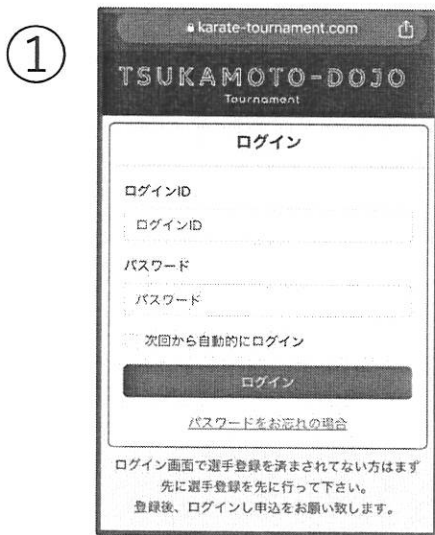 ①
karate-tournament.com
TSUKAMOTO-DOJO
Tournament
ログイン
ログインID
ログインID
パスワード
パスワード
次回から自動的にログイン
ログイン
パスワードをお忘れの場合
ログイン画面で選手登録を済まされてない方はまず
先に選手登録を先に行って下さい。
登録後、ログインし申込をお願い致します。